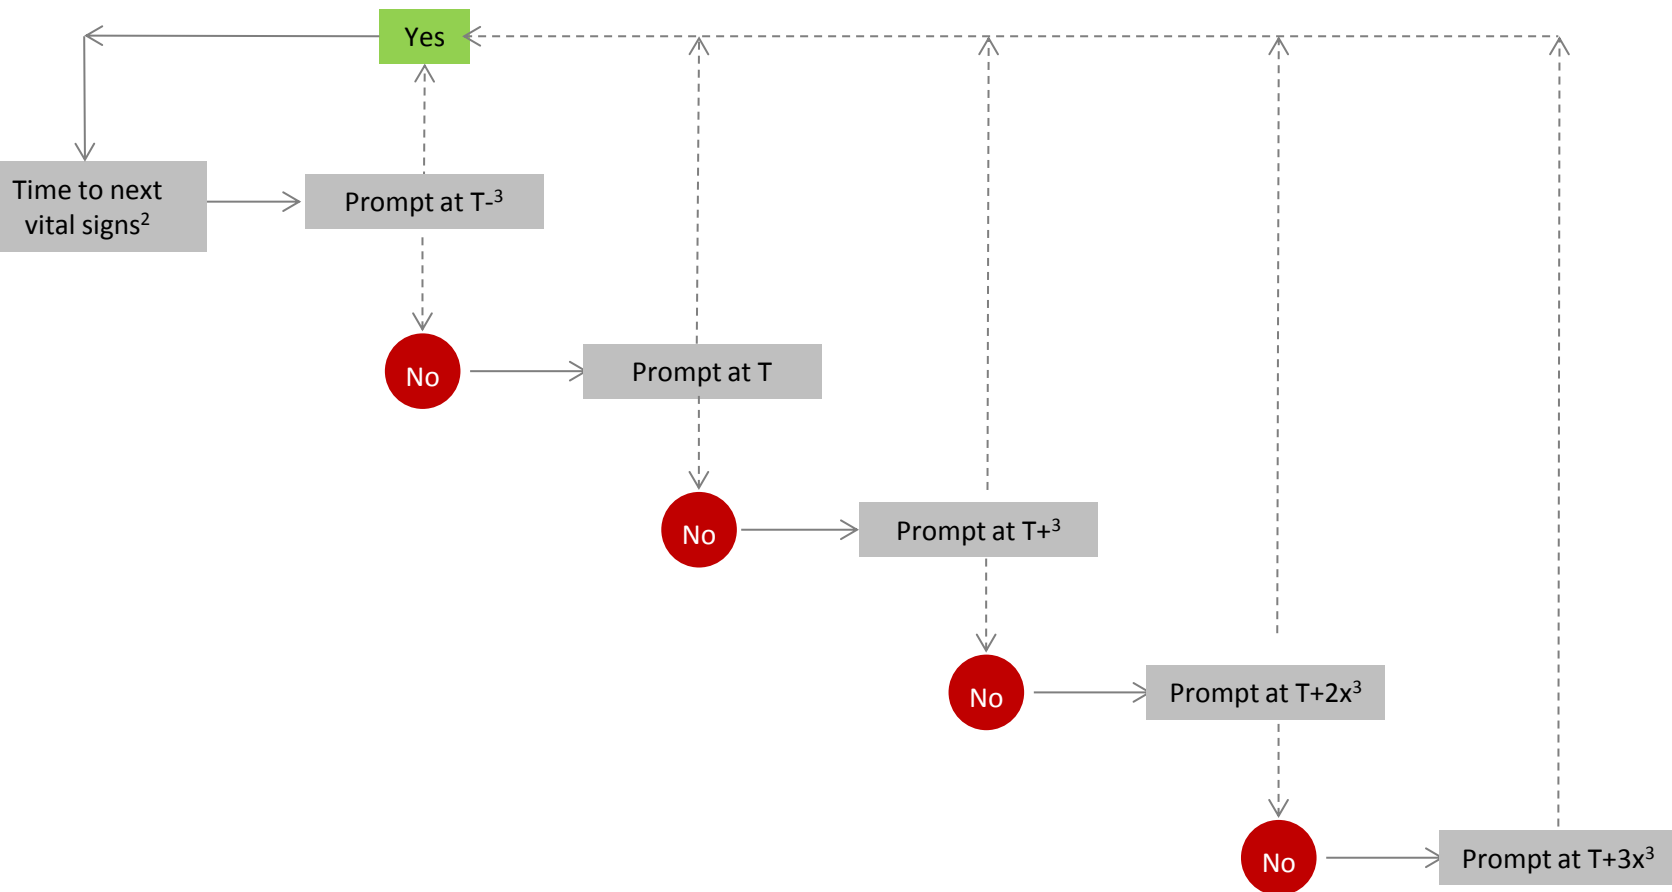 Yes
Time to next
vital signs²
Prompt at T-³
No
Prompt at T
No
Prompt at T+³
No
Prompt at T+2x³
No
Prompt at T+3x³